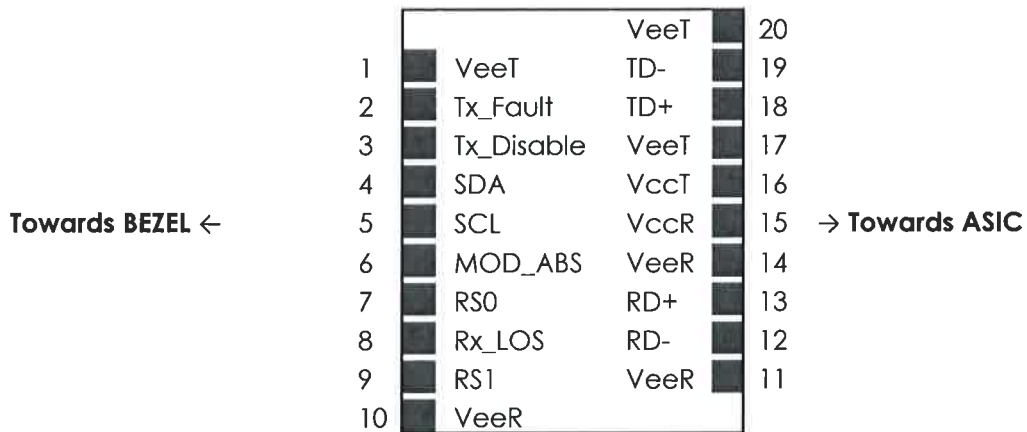 VeeT 20
1 VeeT TD- 19
2 Tx_Fault TD+ 18
3 Tx_Disable VeeT 17
4 SDA VccT 16
Towards BEZEL ← 5 SCL VccR 15 → Towards ASIC
6 MOD_ABS VeeR 14
7 RS0 RD+ 13
8 Rx_LOS RD- 12
9 RS1 VeeR 11
10 VeeR